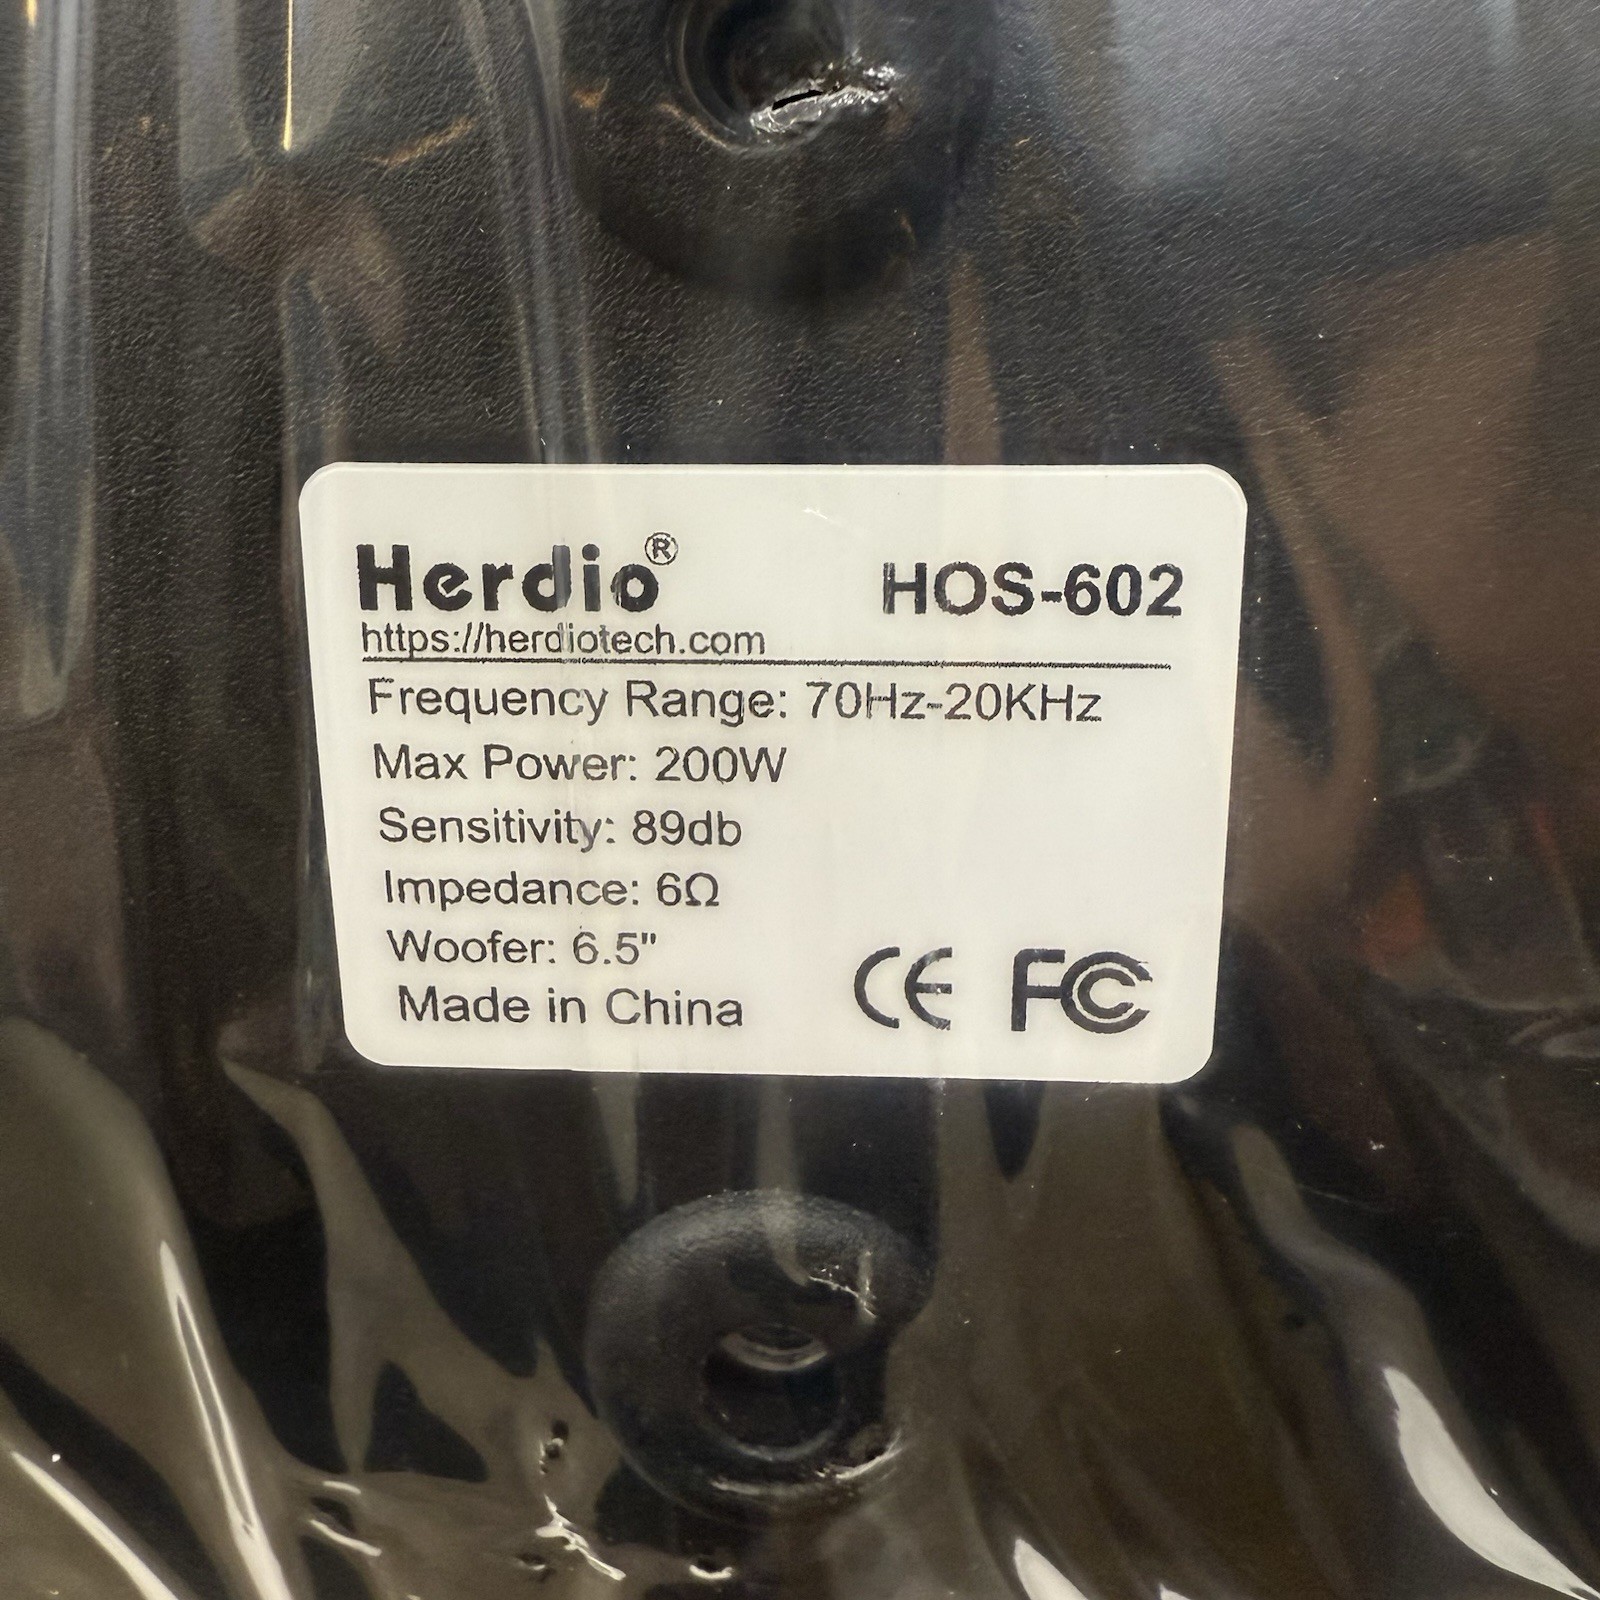 Herdio® HOS-602
https://herdiotech.com
Frequency Range: 70Hz-20KHz
Max Power: 200W
Sensitivity: 89db
Impedance: 6Ω
Woofer: 6.5"
Made in China CE FC